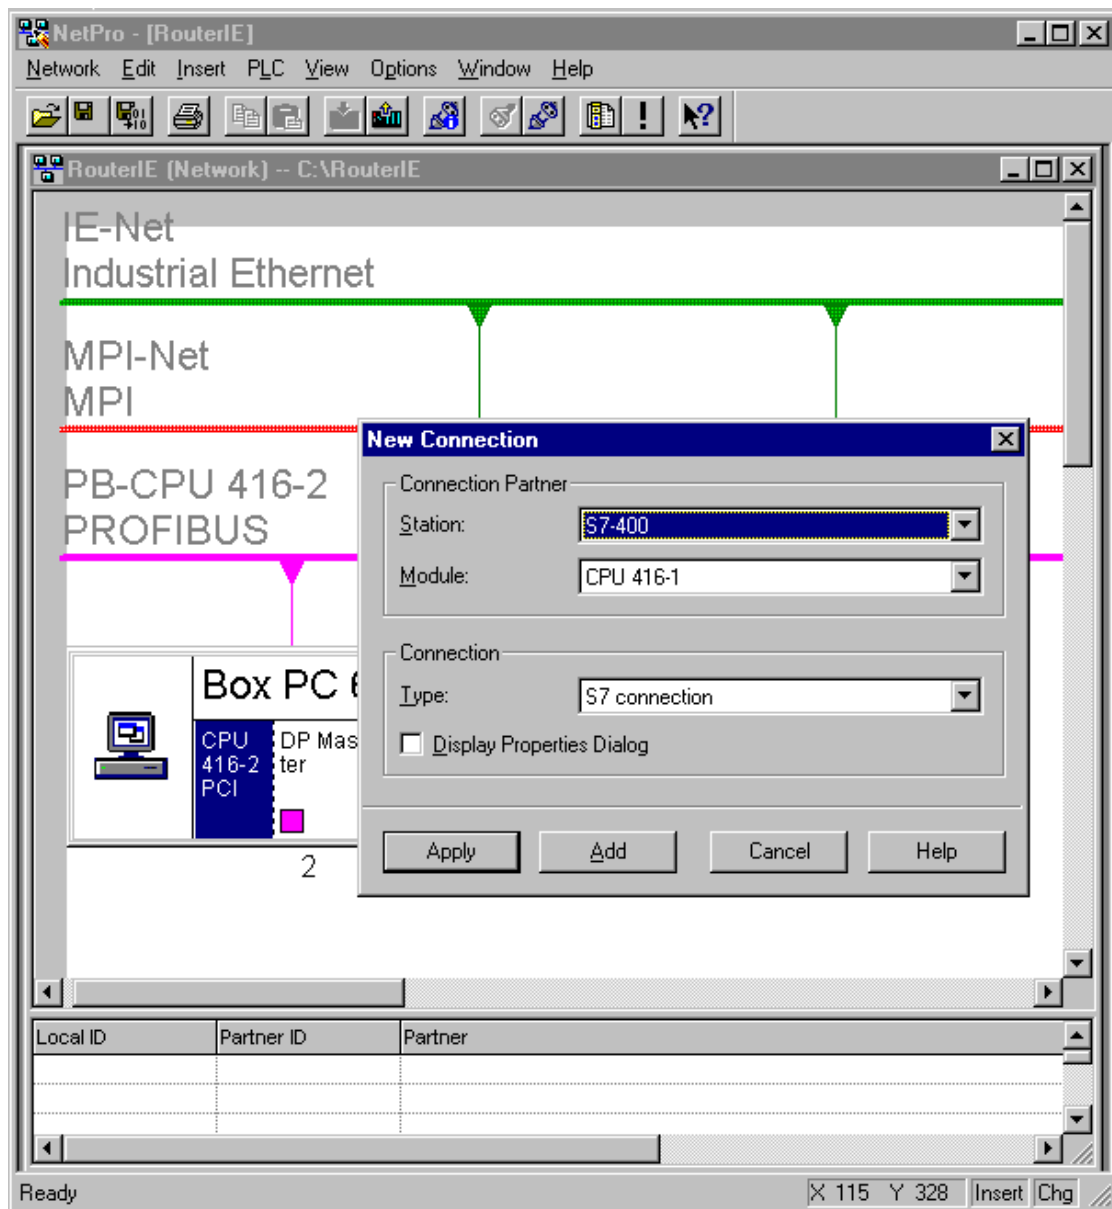 NetPro - [RouterIE]
Network Edit Insert PLC View Options Window Help
RouterIE (Network) -- C:\RouterIE
IE-Net
Industrial Ethernet
MPI-Net
MPI
PB-CPU 416-2
PROFIBUS
Box PC
CPU 416-2 PCI
DP Mas
ter
2
New Connection
Connection Partner
Station: S7-400
Module: CPU 416-1
Connection
Type: S7 connection
Display Properties Dialog
Apply Add Cancel Help
Local ID Partner ID Partner
Ready X 115 Y 328 Insert Chg